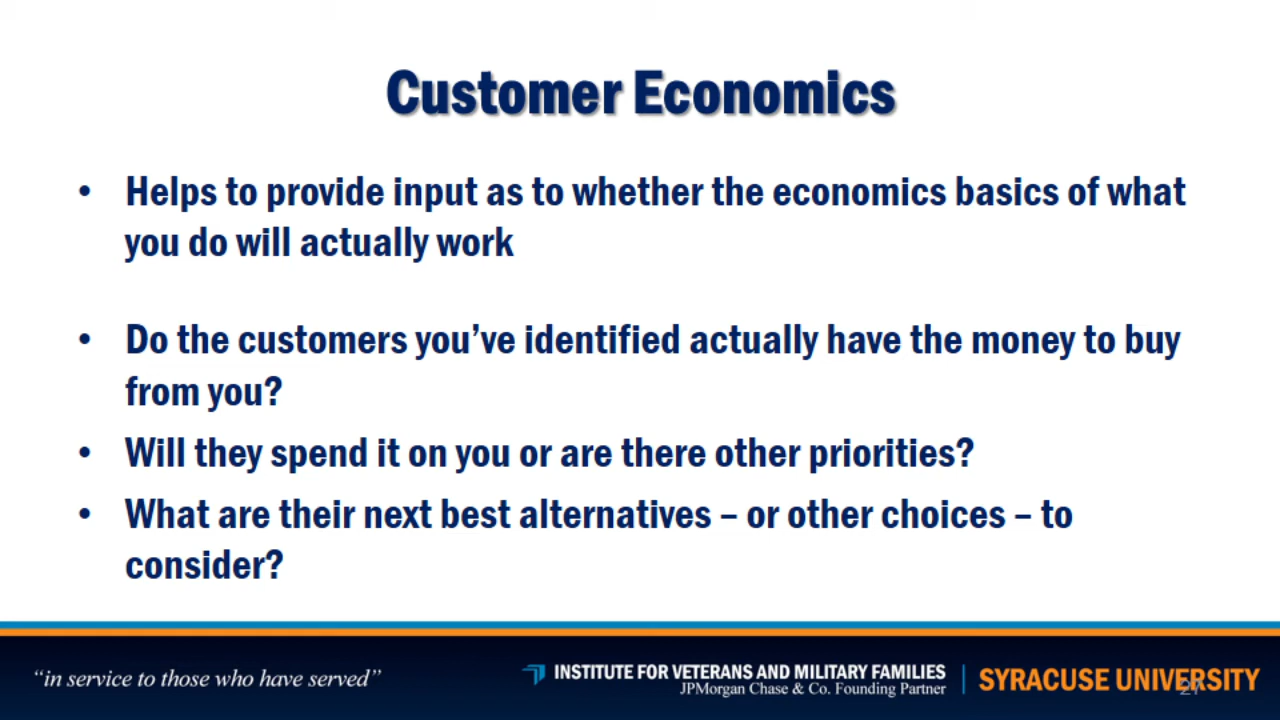 Customer Economics
• Helps to provide input as to whether the economics basics of what
you do will actually work
• Do the customers you’ve identified actually have the money to buy
from you?
• Will they spend it on you or are there other priorities?
• What are their next best alternatives – or other choices – to
consider?
“in service to those who have served”
INSTITUTE FOR VETERANS AND MILITARY FAMILIES
JPMorgan Chase & Co. Founding Partner
SYRACUSE UNIVERSITY
27